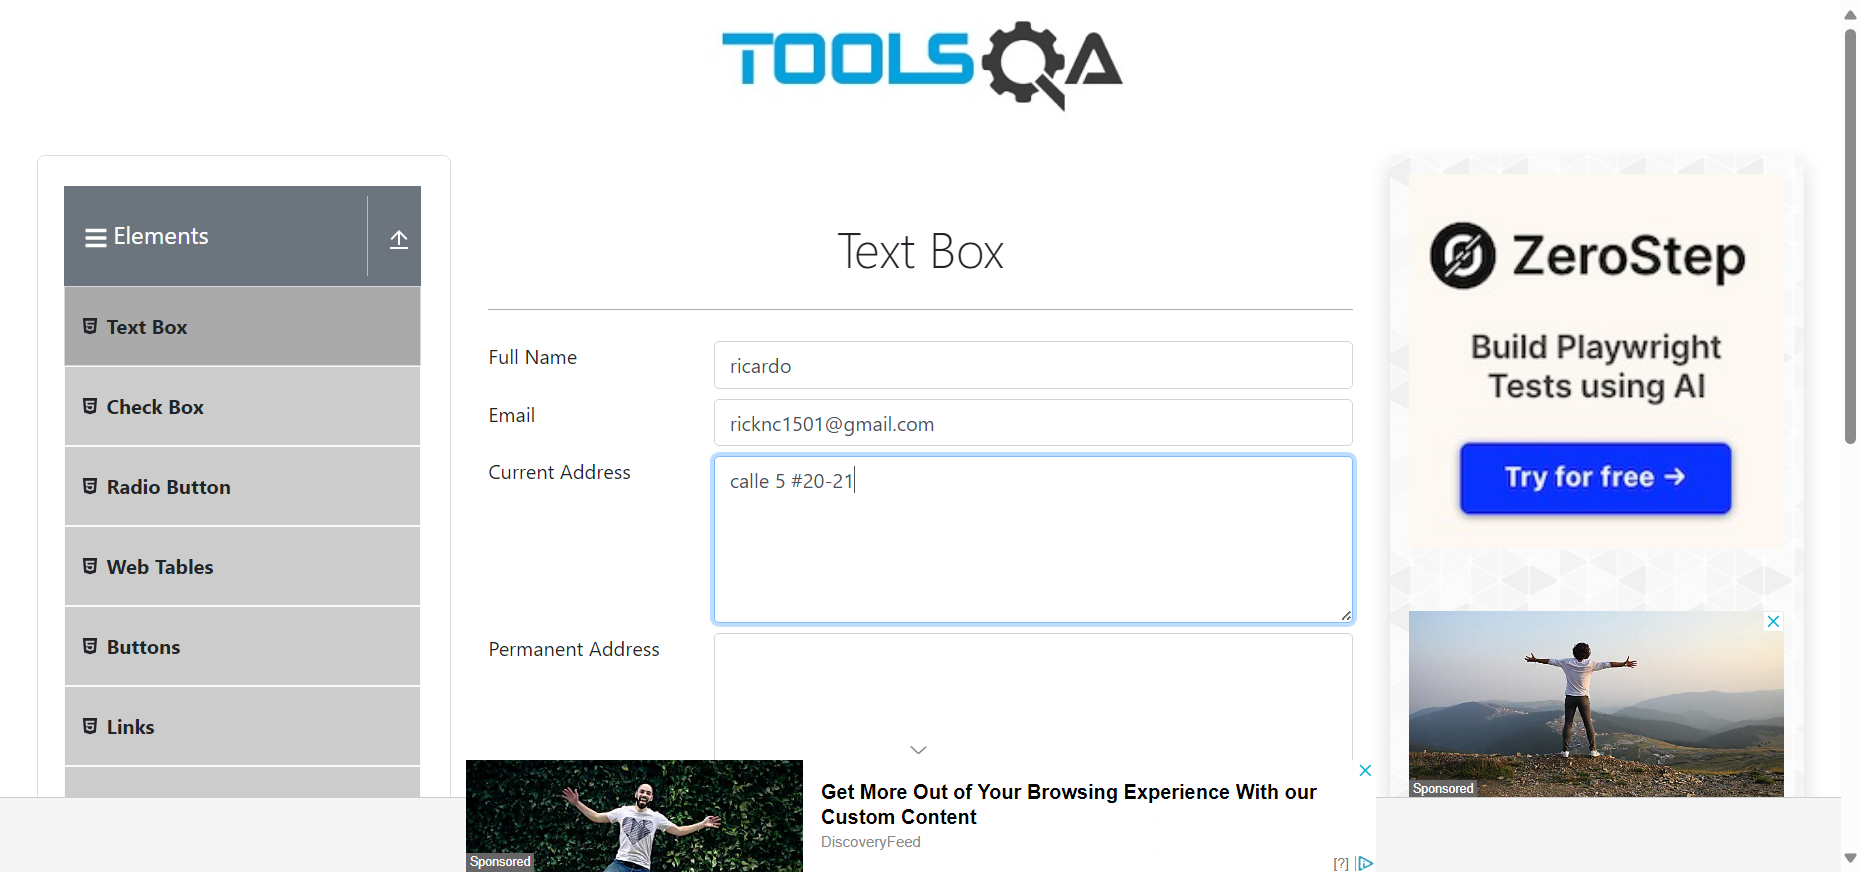 TOOLSQA
Elements
Text Box
Check Box
Radio Button
Web Tables
Buttons
Links
Text Box
Full Name
ricardo
Email
ricknc1501@gmail.com
Current Address
calle 5 #20-21
Permanent Address
ZeroStep
Build Playwright
Tests using AI
Try for free →
Sponsored
Sponsored
Get More Out of Your Browsing Experience With our
Custom Content
DiscoveryFeed
[?]